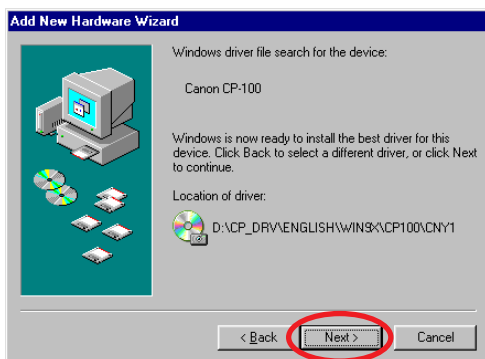 Add New Hardware Wizard
Windows driver file search for the device:
Canon CP-100
Windows is now ready to install the best driver for this
device. Click Back to select a different driver, or click Next
to continue.
Location of driver:
D:\CP_DRV\ENGLISH\WIN9X\CP100\CNY1
< Back
Next >
Cancel